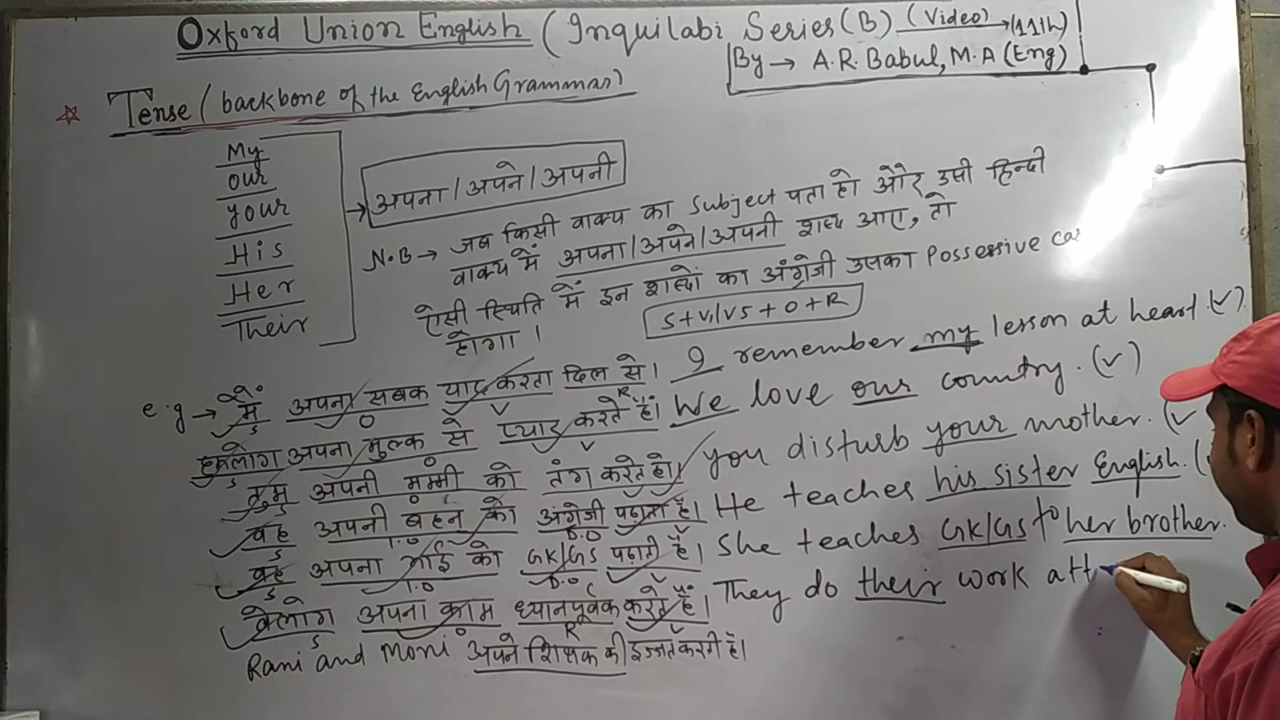 Oxford Union English (Inquilabi Series (B) (Video) → (11th)
By → A.R. Babul, M.A (Eng)
Tense (backbone of the English Grammar)
My
our
your
His
Her
Their
→ अपना / अपने / अपनी
N.B → जब किसी वाक्य का Subject पता हो और उसी हिन्दी
वाक्य में अपना/अपने/अपनी शब्द आए, तो
ऐसी स्थिति में इन शब्दो का अंग्रेजी उसका Possessive ca
होगा ।
S+V1/V5 + O + R
e.g → मैं अपना सबक याद करता दिल से। I remember my lesson at heart. (✓)
हमलोग अपना मुल्क से प्यार करते हैं। We love our country. (✓)
तुम अपनी मम्मी को तंग करते हो। you disturb your mother. (✓
वह अपनी बहन को अंग्रेजी पढ़ाता है। He teaches his sister English. (
वह अपना भाई को GK/GS पढ़ाती है। She teaches GK/GS to her brother.
वेलोग अपना काम ध्यानपूर्वक करते हैं। They do their work att
Rani and Moni अपने शिक्षक की इज्जत करती हैं।